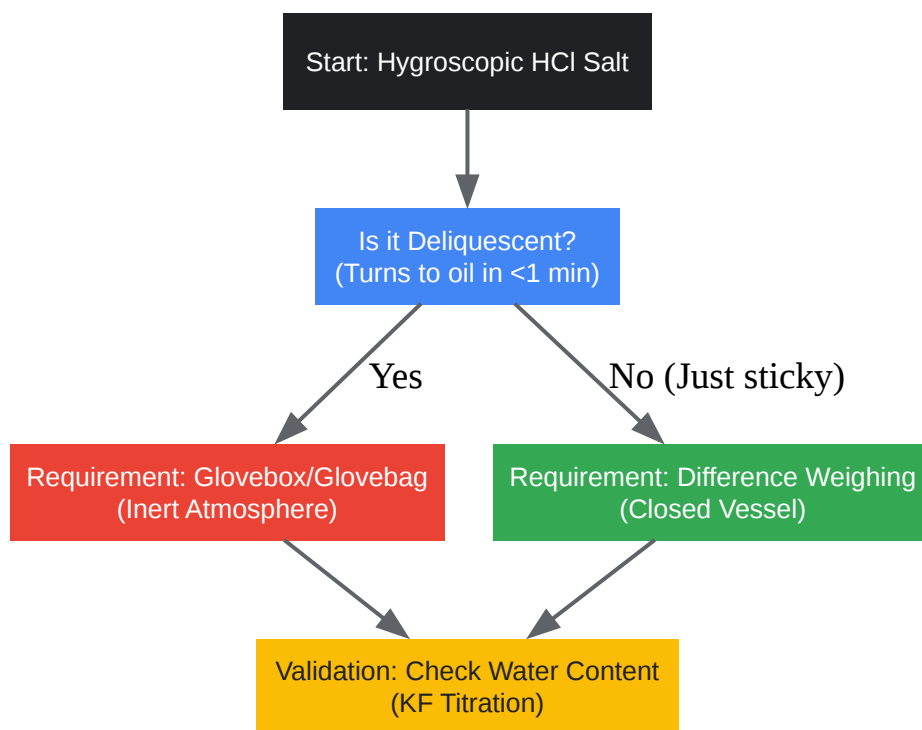 Start: Hygroscopic HCl Salt
Is it Deliquescent?
(Turns to oil in <1 min)
Yes
No (Just sticky)
Requirement: Glovebox/Glovebag
(Inert Atmosphere)
Requirement: Difference Weighing
(Closed Vessel)
Validation: Check Water Content
(KF Titration)